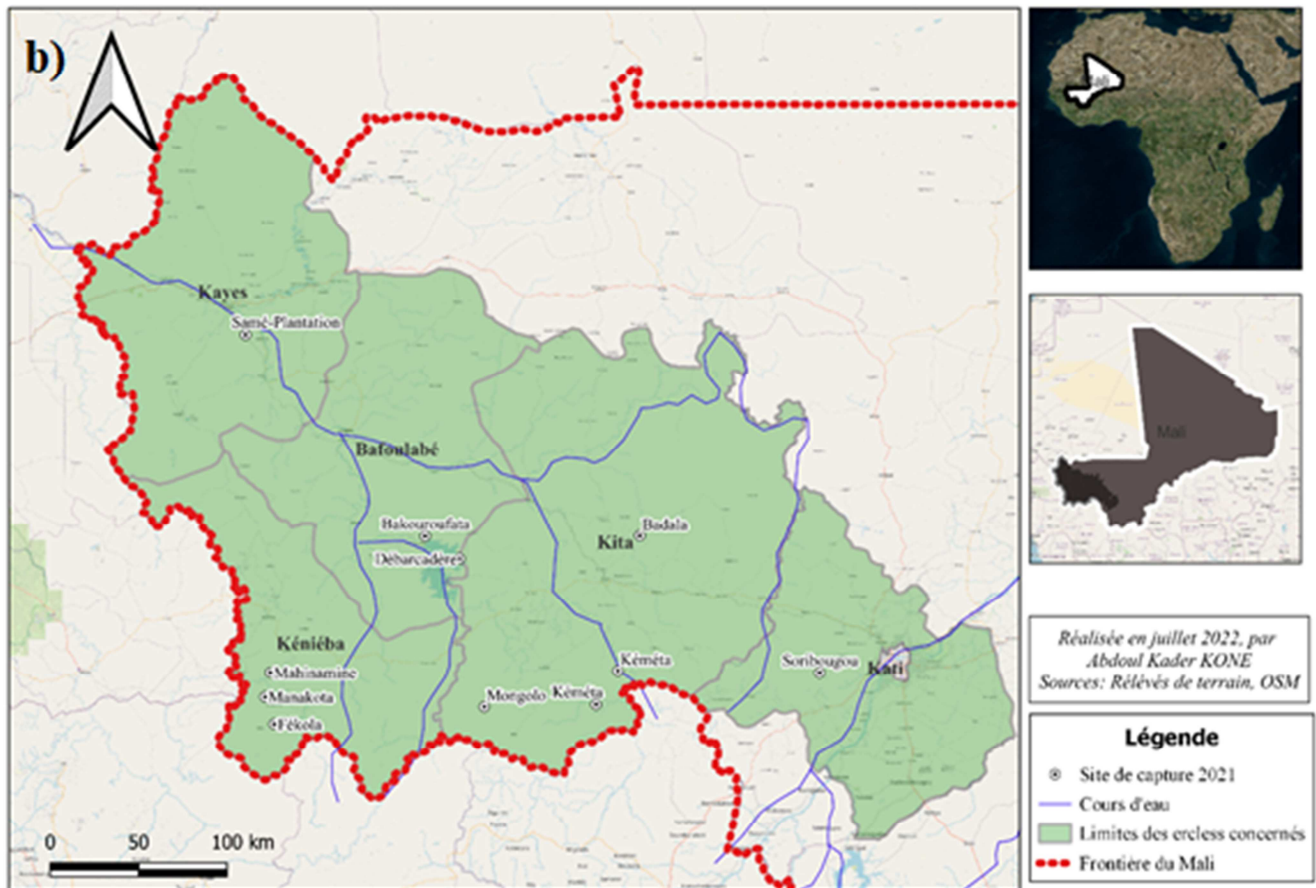 b)
Kayes
Samé-Plantation
Bafoulabé
Bakouroufata
Badala
Kita
Débarcadère
Kéniéba
Mahinamine
Manakota
Fékola
Kéméta
Mongolo
Kéméta
Soribougou
Kati
0 50 100 km
Mali
Réalisée en juillet 2022, par
Abdoul Kader KONE
Sources: Rélévés de terrain, OSM
Légende
Site de capture 2021
Cours d'eau
Limites des ercless concernés
Frontière du Mali